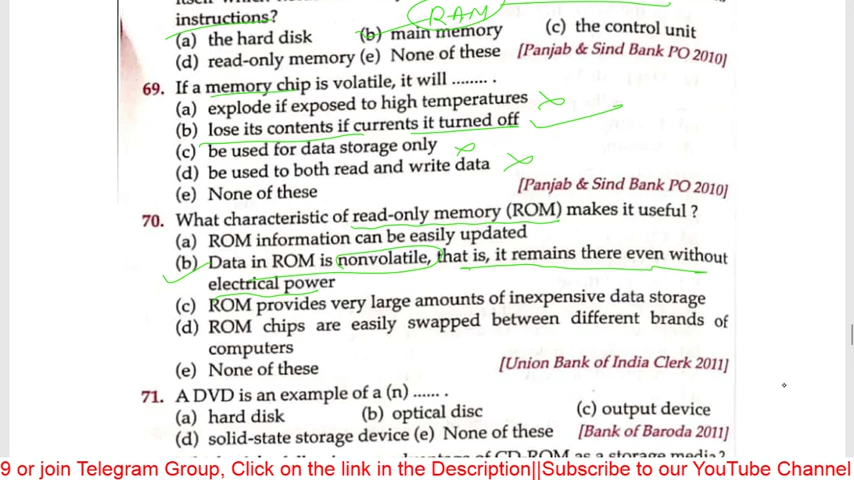 instructions?
RAM
(a) the hard disk (b) main memory (c) the control unit
(d) read-only memory (e) None of these [Panjab & Sind Bank PO 2010]
69. If a memory chip is volatile, it will ........ .
(a) explode if exposed to high temperatures
(b) lose its contents if currents it turned off
(c) be used for data storage only
(d) be used to both read and write data
(e) None of these [Panjab & Sind Bank PO 2010]
70. What characteristic of read-only memory (ROM) makes it useful ?
(a) ROM information can be easily updated
(b) Data in ROM is nonvolatile, that is, it remains there even without
electrical power
(c) ROM provides very large amounts of inexpensive data storage
(d) ROM chips are easily swapped between different brands of
computers
(e) None of these [Union Bank of India Clerk 2011]
71. A DVD is an example of a (n) ...... .
(a) hard disk (b) optical disc (c) output device
(d) solid-state storage device (e) None of these [Bank of Baroda 2011]
of CD-ROM as a storage media?
9 or join Telegram Group, Click on the link in the Description||Subscribe to our YouTube Channel